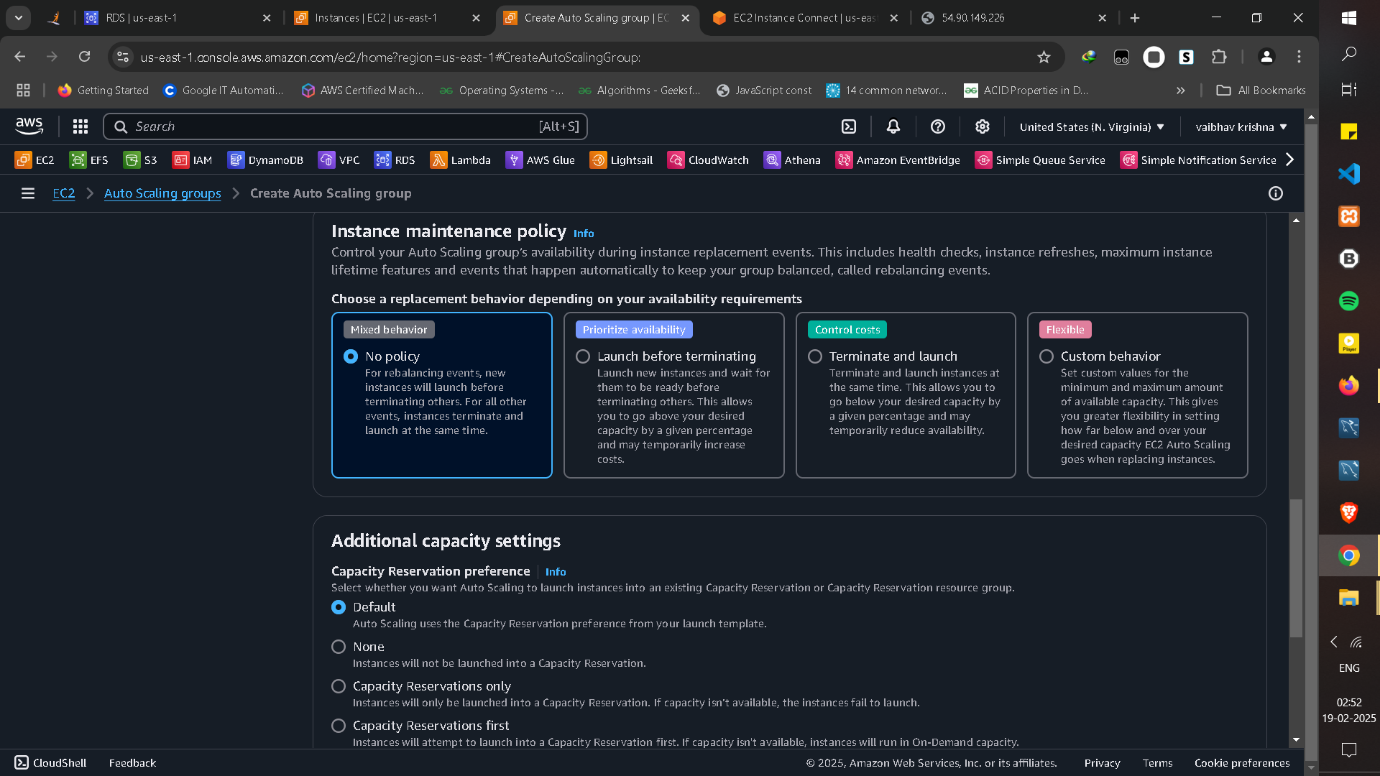 RDS | us-east-1
Instances | EC2 | us-east-1
Create Auto Scaling group | EC
EC2 Instance Connect | us-eas
54.90.149.226
us-east-1.console.aws.amazon.com/ec2/home?region=us-east-1#CreateAutoScalingGroup:
Getting Started
Google IT Automati...
AWS Certified Mach...
Operating Systems -...
Algorithms - Geeksf...
JavaScript const
14 common networ...
ACID Properties in D...
»
All Bookmarks
aws
Search
[Alt+S]
United States (N. Virginia)
vaibhav krishna
EC2
EFS
S3
IAM
DynamoDB
VPC
RDS
Lambda
AWS Glue
Lightsail
CloudWatch
Athena
Amazon EventBridge
Simple Queue Service
Simple Notification Service
EC2
Auto Scaling groups
Create Auto Scaling group
Instance maintenance policy Info
Control your Auto Scaling group's availability during instance replacement events. This includes health checks, instance refreshes, maximum instance
lifetime features and events that happen automatically to keep your group balanced, called rebalancing events.
Choose a replacement behavior depending on your availability requirements
Mixed behavior
No policy
For rebalancing events, new
instances will launch before
terminating others. For all other
events, instances terminate and
launch at the same time.
Prioritize availability
Launch before terminating
Launch new instances and wait for
them to be ready before
terminating others. This allows
you to go above your desired
capacity by a given percentage
and may temporarily increase
costs.
Control costs
Terminate and launch
Terminate and launch instances at
the same time. This allows you to
go below your desired capacity by
a given percentage and may
temporarily reduce availability.
Flexible
Custom behavior
Set custom values for the
minimum and maximum amount
of available capacity. This gives
you greater flexibility in setting
how far below and over your
desired capacity EC2 Auto Scaling
goes when replacing instances.
Additional capacity settings
Capacity Reservation preference Info
Select whether you want Auto Scaling to launch instances into an existing Capacity Reservation or Capacity Reservation resource group.
Default
Auto Scaling uses the Capacity Reservation preference from your launch template.
None
Instances will not be launched into a Capacity Reservation.
Capacity Reservations only
Instances will only be launched into a Capacity Reservation. If capacity isn't available, the instances fail to launch.
Capacity Reservations first
Instances will attempt to launch into a Capacity Reservation first. If capacity isn't available, instances will run in On-Demand capacity.
CloudShell
Feedback
© 2025, Amazon Web Services, Inc. or its affiliates.
Privacy
Terms
Cookie preferences
ENG
02:52
19-02-2025